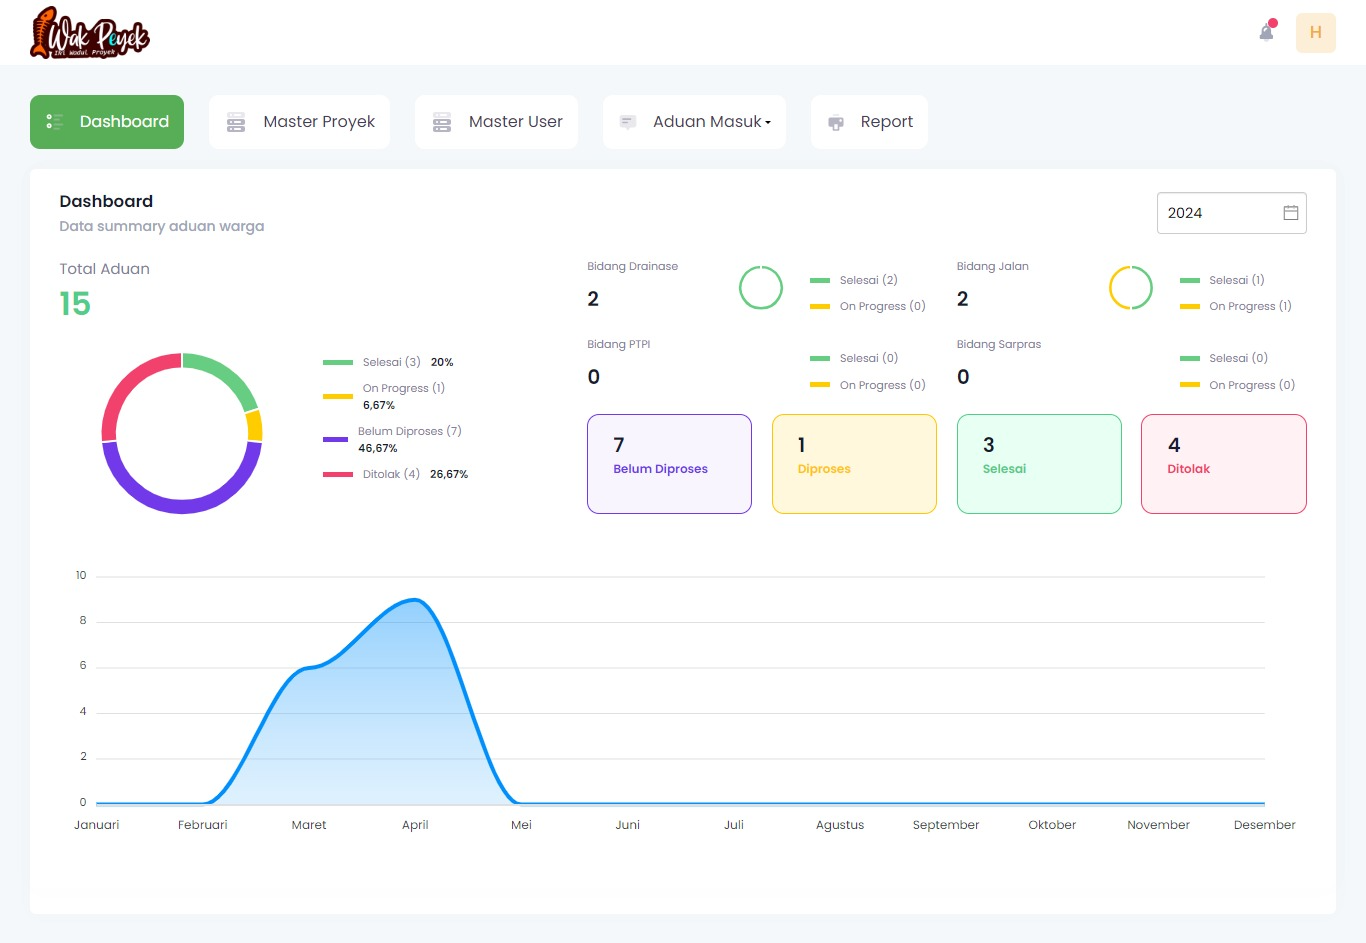 Wak Peyek
Iki Wadul Proyek
H
Dashboard
Master Proyek
Master User
Aduan Masuk
Report
Dashboard
Data summary aduan warga
2024
Total Aduan
15
Selesai (3) 20%
On Progress (1)
6,67%
Belum Diproses (7)
46,67%
Ditolak (4) 26,67%
Bidang Drainase
2
Selesai (2)
On Progress (0)
Bidang Jalan
2
Selesai (1)
On Progress (1)
Bidang PTPI
0
Selesai (0)
On Progress (0)
Bidang Sarpras
0
Selesai (0)
On Progress (0)
7
Belum Diproses
1
Diproses
3
Selesai
4
Ditolak
10
8
6
4
2
0
Januari Februari Maret April Mei Juni Juli Agustus September Oktober November Desember